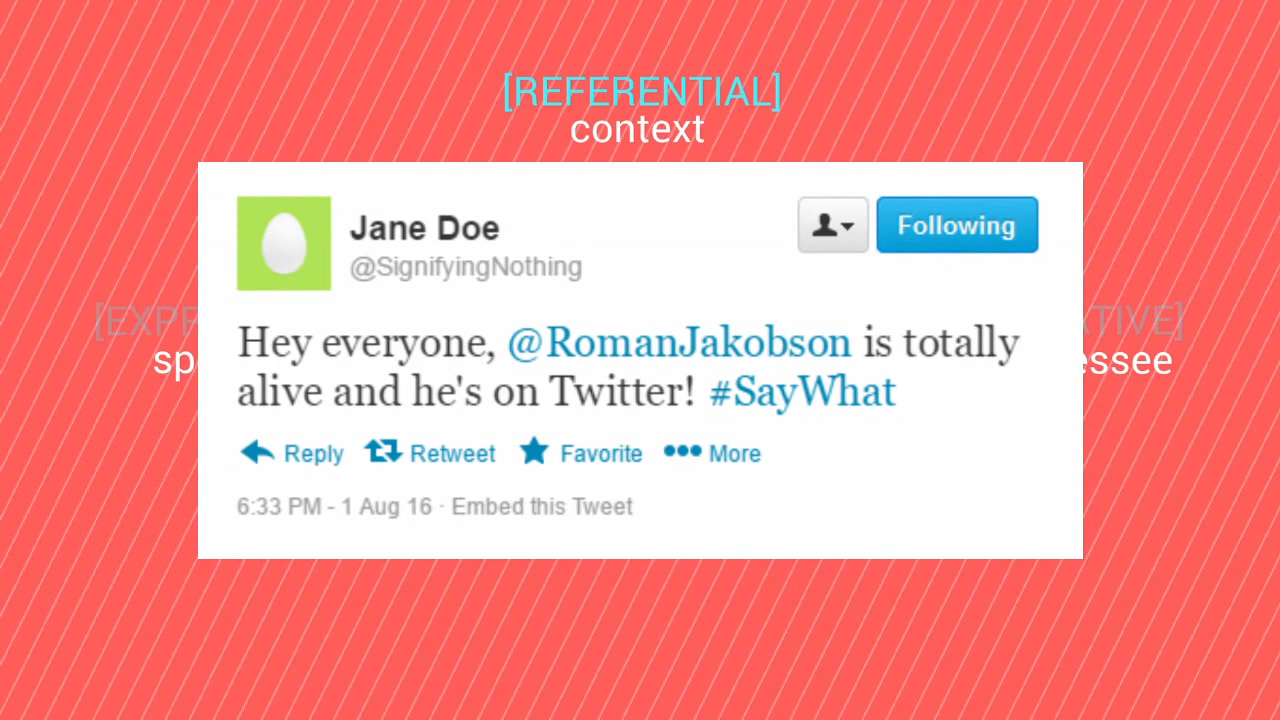 [REFERENTIAL]
context
Jane Doe
Following
@SignifyingNothing
Hey everyone, @RomanJakobson is totally
alive and he's on Twitter! #SayWhat
Reply Retweet Favorite More
6:33 PM - 1 Aug 16 · Embed this Tweet